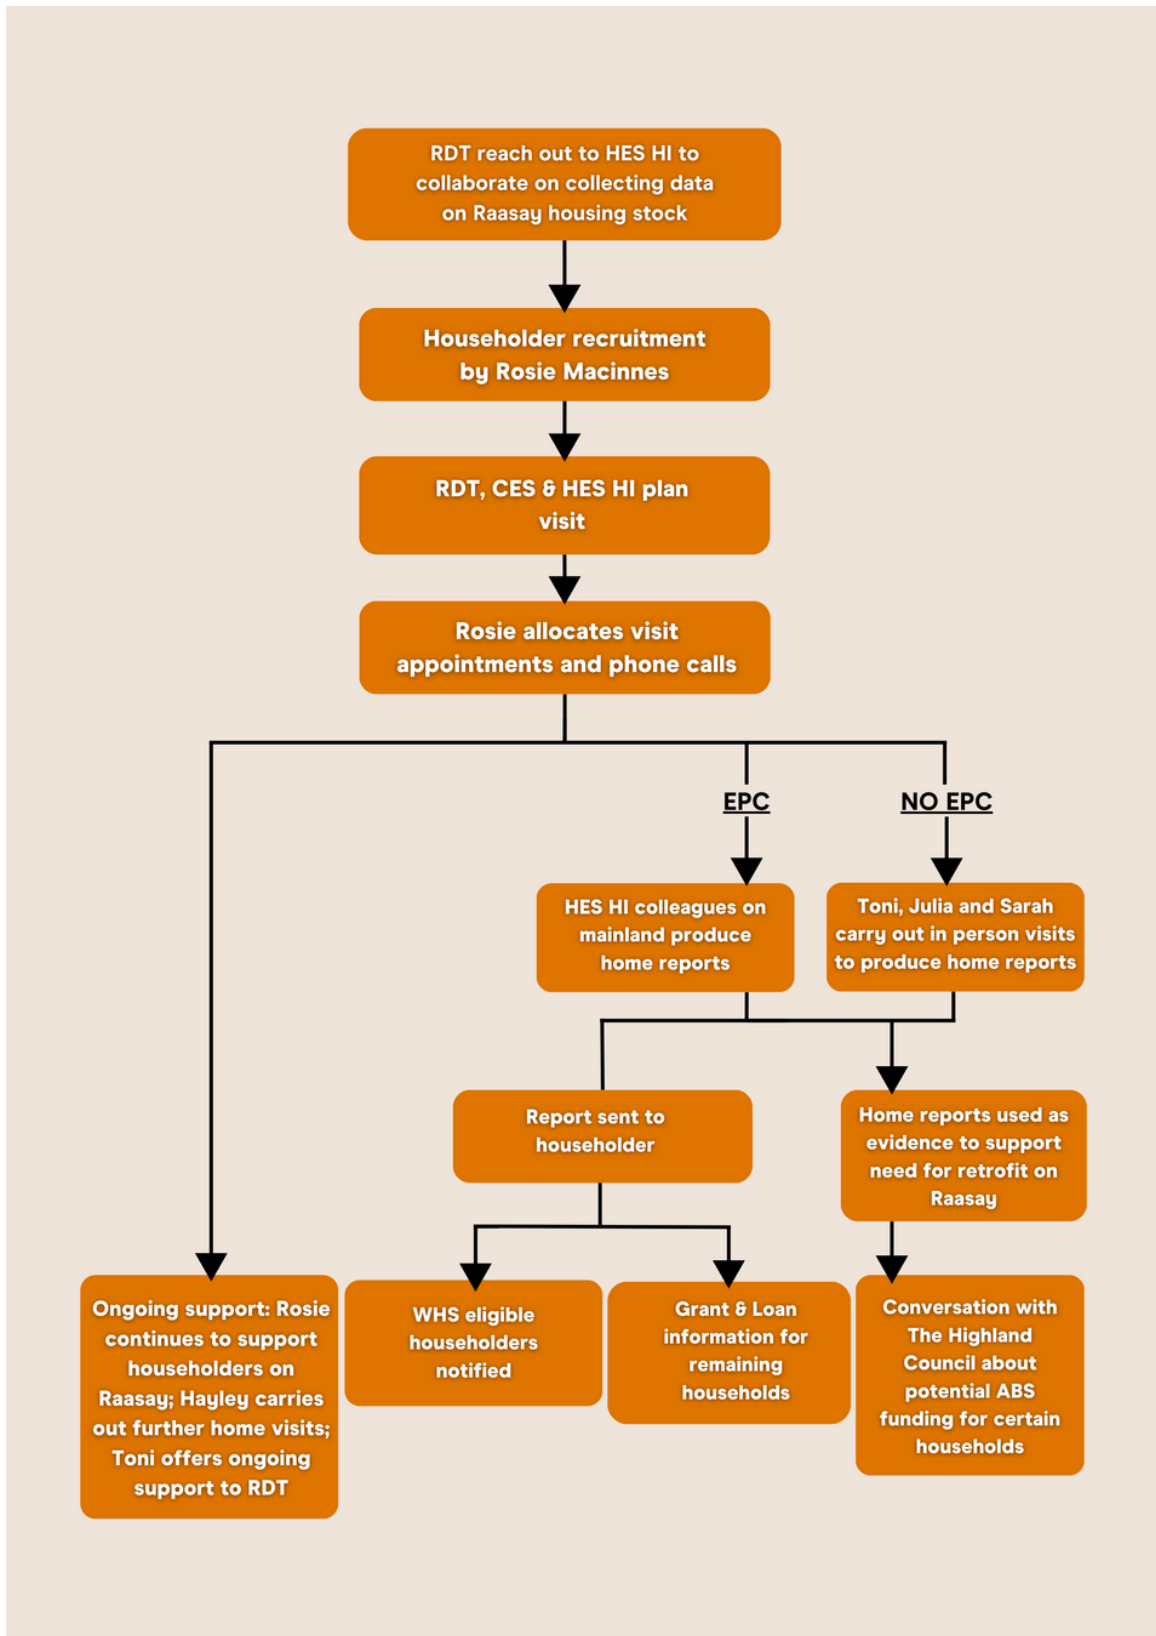 RDT reach out to HES HI to
collaborate on collecting data
on Raasay housing stock
Householder recruitment
by Rosie Macinnes
RDT, CES & HES HI plan
visit
Rosie allocates visit
appointments and phone calls
EPC
NO EPC
HES HI colleagues on
mainland produce
home reports
Toni, Julia and Sarah
carry out in person visits
to produce home reports
Report sent to
householder
Home reports used as
evidence to support
need for retrofit on
Raasay
Ongoing support: Rosie
continues to support
householders on
Raasay; Hayley carries
out further home visits;
Toni offers ongoing
support to RDT
WHS eligible
householders
notified
Grant & Loan
information for
remaining
households
Conversation with
The Highland
Council about
potential ABS
funding for certain
households